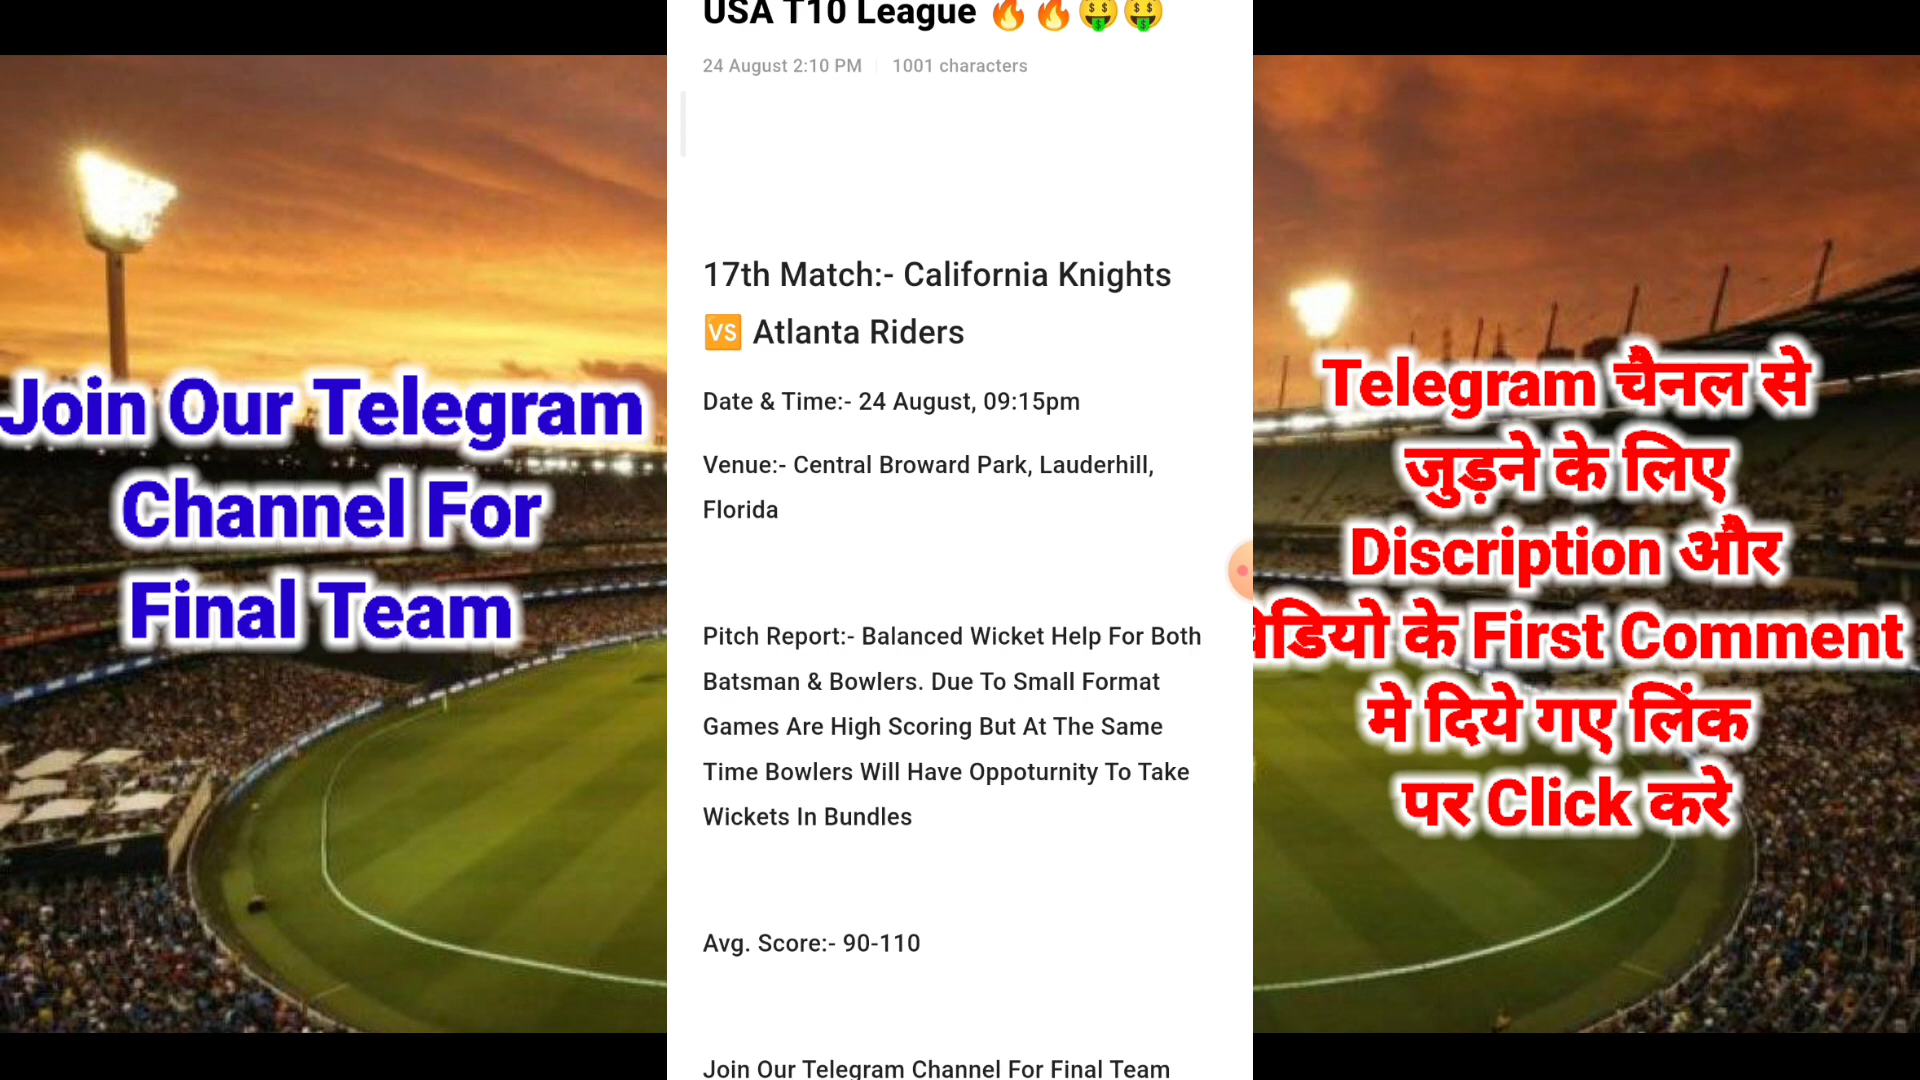 USA T10 League 🔥🔥🤑🤑
24 August 2:10 PM | 1001 characters
17th Match:- California Knights
🆚 Atlanta Riders
Date & Time:- 24 August, 09:15pm
Venue:- Central Broward Park, Lauderhill,
Florida
Pitch Report:- Balanced Wicket Help For Both
Batsman & Bowlers. Due To Small Format
Games Are High Scoring But At The Same
Time Bowlers Will Have Oppoturnity To Take
Wickets In Bundles
Avg. Score:- 90-110
Join Our Telegram Channel For Final Team
Join Our Telegram
Channel For
Final Team
Telegram चैनल से
जुड़ने के लिए
Discription और
के First Comment
मे दिये गए लिंक
पर Click करे